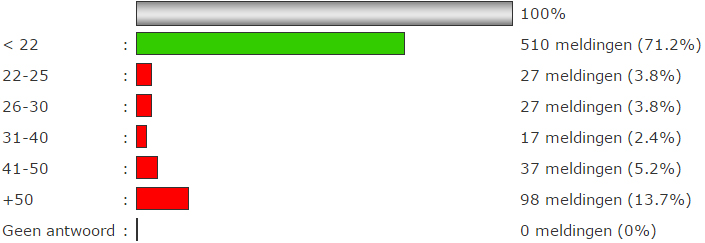 100%
< 22 : 510 meldingen (71.2%)
22-25 : 27 meldingen (3.8%)
26-30 : 27 meldingen (3.8%)
31-40 : 17 meldingen (2.4%)
41-50 : 37 meldingen (5.2%)
+50 : 98 meldingen (13.7%)
Geen antwoord : 0 meldingen (0%)